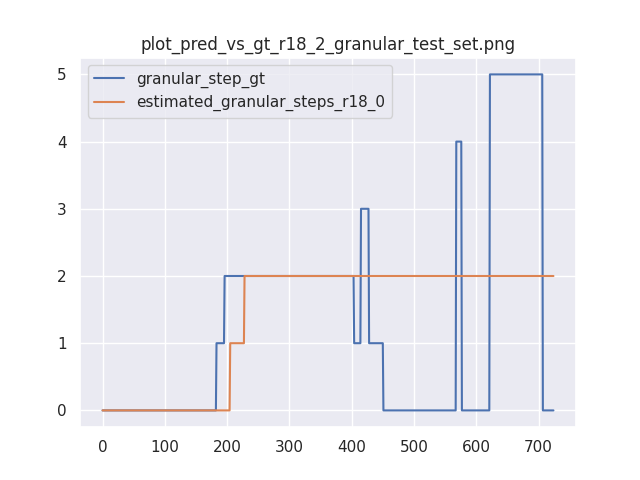 plot_pred_vs_gt_r18_2_granular_test_set.png
granular_step_gt
estimated_granular_steps_r18_0
5
4
3
2
1
0
0 100 200 300 400 500 600 700